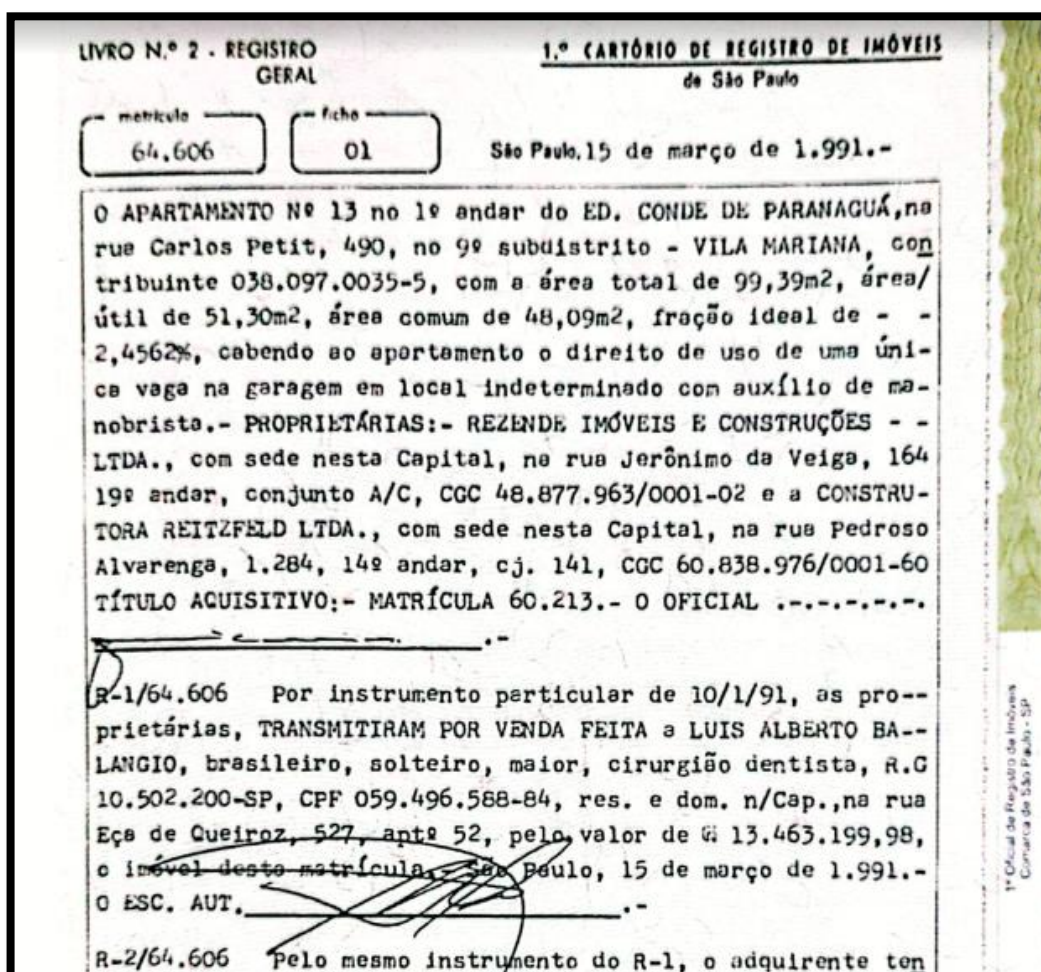 LIVRO N.º 2 - REGISTRO
GERAL
1.º CARTÓRIO DE REGISTRO DE IMÓVEIS
de São Paulo
matrícula
64.606
ficha
01
São Paulo, 15 de março de 1.991.-
O APARTAMENTO Nº 13 no 1º andar do ED. CONDE DE PARANAGUÁ,na
rua Carlos Petit, 490, no 9º subdistrito - VILA MARIANA, con
tribuinte 038.097.0035-5, com a área total de 99,39m2, área/
útil de 51,30m2, área comum de 48,09m2, fração ideal de - -
2,4562%, cabendo ao apartamento o direito de uso de uma úni-
ca vaga na garagem em local indeterminado com auxílio de ma-
nobrista.- PROPRIETÁRIAS:- REZENDE IMÓVEIS E CONSTRUÇÕES - -
LTDA., com sede nesta Capital, na rua Jerônimo da Veiga, 164
19º andar, conjunto A/C, CGC 48.877.963/0001-02 e a CONSTRU-
TORA REITZFELD LTDA., com sede nesta Capital, na rua Pedroso
Alvarenga, 1.284, 14º andar, cj. 141, CGC 60.838.976/0001-60
TÍTULO AQUISITIVO:- MATRÍCULA 60.213.- O OFICIAL .-.-.-.-.-.
.-
R-1/64.606 Por instrumento particular de 10/1/91, as pro--
prietárias, TRANSMITIRAM POR VENDA FEITA a LUIS ALBERTO BA--
LANGIO, brasileiro, solteiro, maior, cirurgião dentista, R.G
10.502.200-SP, CPF 059.496.588-84, res. e dom. n/Cap.,na rua
Eça de Queiroz, 527, aptº 52, pelo valor de 13.463.199,98,
o imóvel desta matrícula.- São Paulo, 15 de março de 1.991.-
O ESC. AUT. .-
R-2/64.606 Pelo mesmo instrumento do R-1, o adquirente ten
1º Oficial de Registro de Imóveis
Comarca de São Paulo - SP